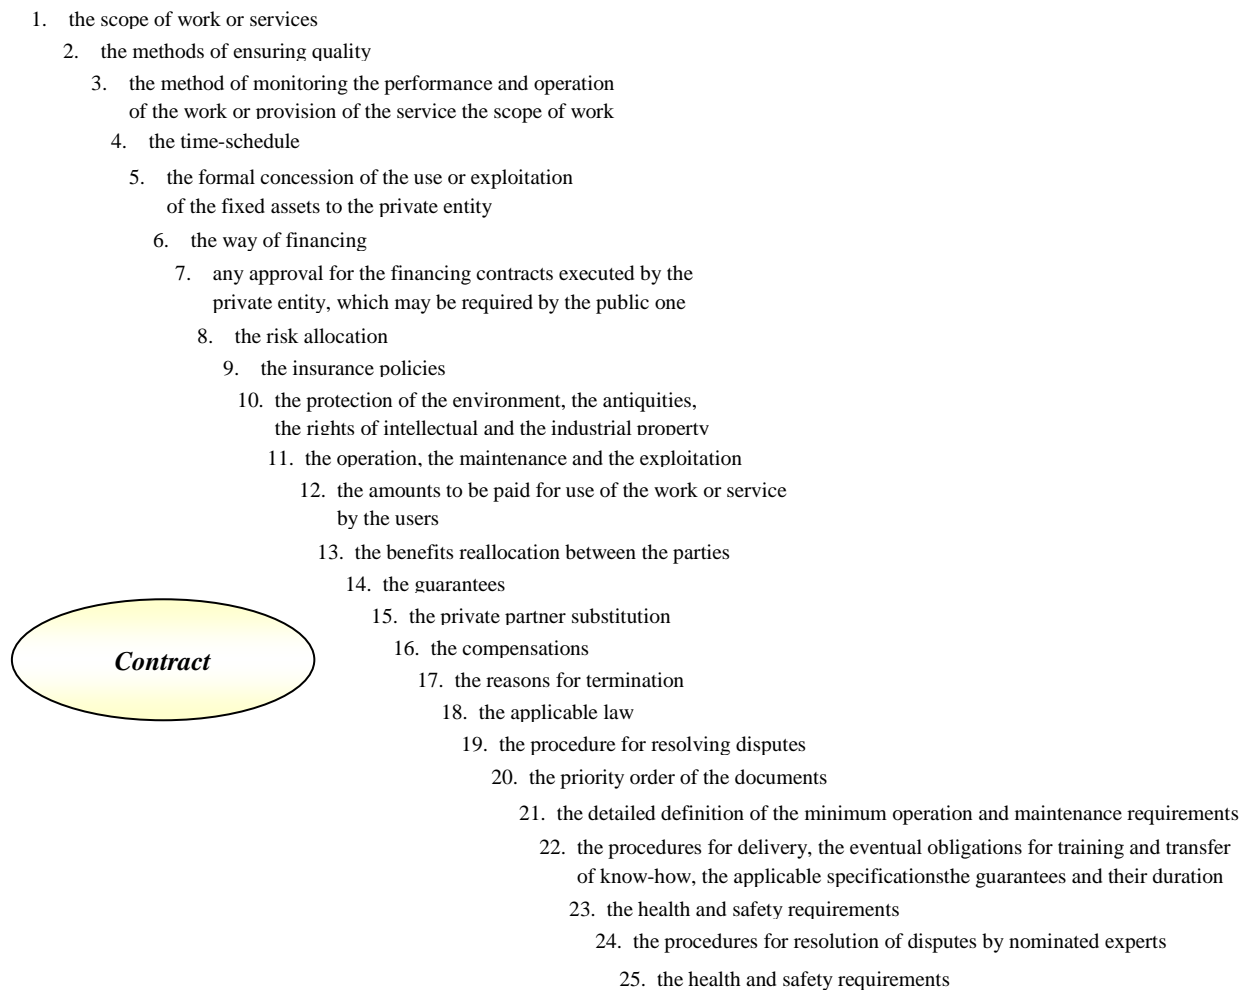 1. the scope of work or services
2. the methods of ensuring quality
3. the method of monitoring the performance and operation
of the work or provision of the service the scope of work
4. the time-schedule
5. the formal concession of the use or exploitation
of the fixed assets to the private entity
6. the way of financing
7. any approval for the financing contracts executed by the
private entity, which may be required by the public one
8. the risk allocation
9. the insurance policies
10. the protection of the environment, the antiquities,
the rights of intellectual and the industrial property
11. the operation, the maintenance and the exploitation
12. the amounts to be paid for use of the work or service
by the users
13. the benefits reallocation between the parties
14. the guarantees
15. the private partner substitution
16. the compensations
Contract
17. the reasons for termination
18. the applicable law
19. the procedure for resolving disputes
20. the priority order of the documents
21. the detailed definition of the minimum operation and maintenance requirements
22. the procedures for delivery, the eventual obligations for training and transfer
of know-how, the applicable specificationsthe guarantees and their duration
23. the health and safety requirements
24. the procedures for resolution of disputes by nominated experts
25. the health and safety requirements